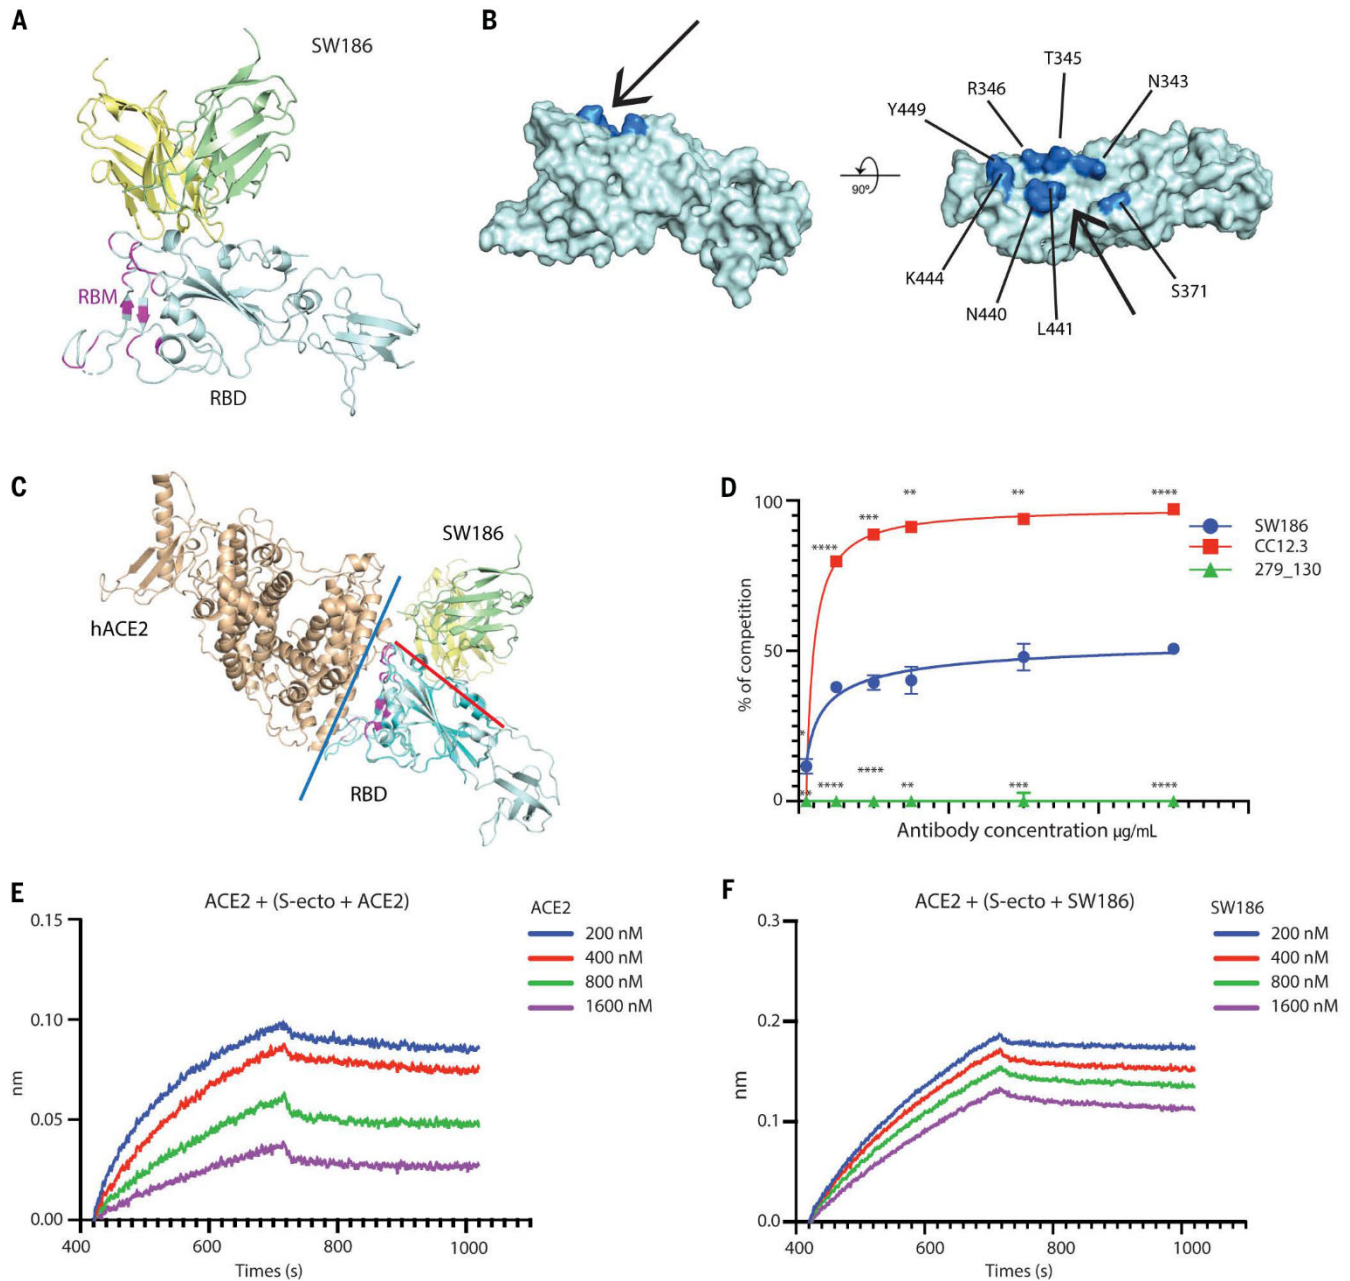 A
SW186
RBM
RBD
B
90º
T345
R346
N343
Y449
K444
N440
L441
S371
C
SW186
hACE2
RBD
D
100
50
0
% of competition
**
**
****
***
****
*
**
****
****
**
***
****
Antibody concentration µg/mL
SW186
CC12.3
279_130
E
ACE2 + (S-ecto + ACE2)
ACE2
200 nM
400 nM
800 nM
1600 nM
0.15
0.10
0.05
0.00
nm
400
600
800
1000
Times (s)
F
ACE2 + (S-ecto + SW186)
SW186
200 nM
400 nM
800 nM
1600 nM
0.3
0.2
0.1
0.0
nm
400
600
800
1000
Times (s)